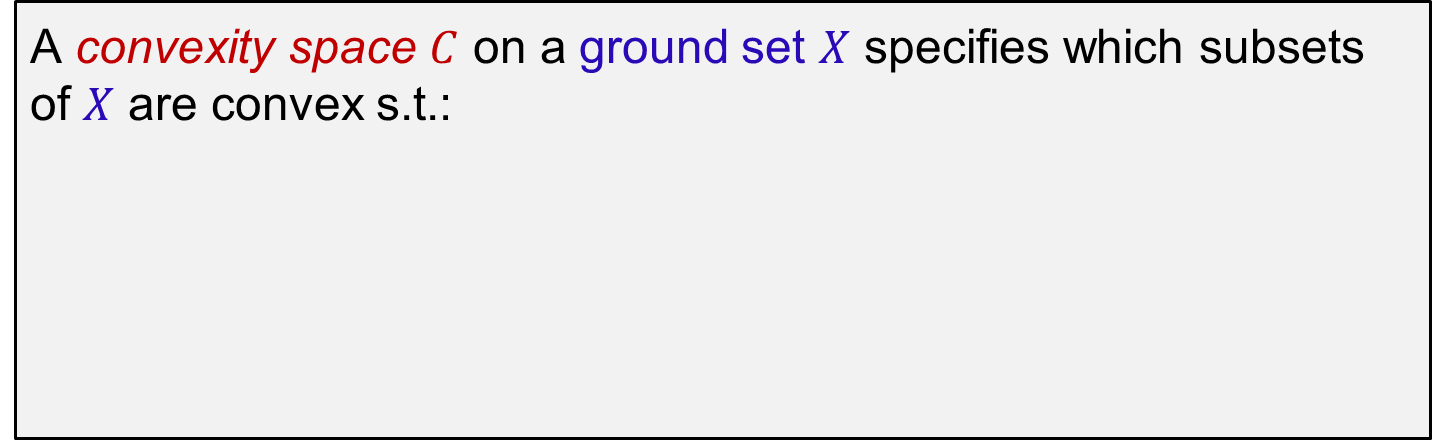 A convexity space C on a ground set X specifies which subsets
of X are convex s.t.: